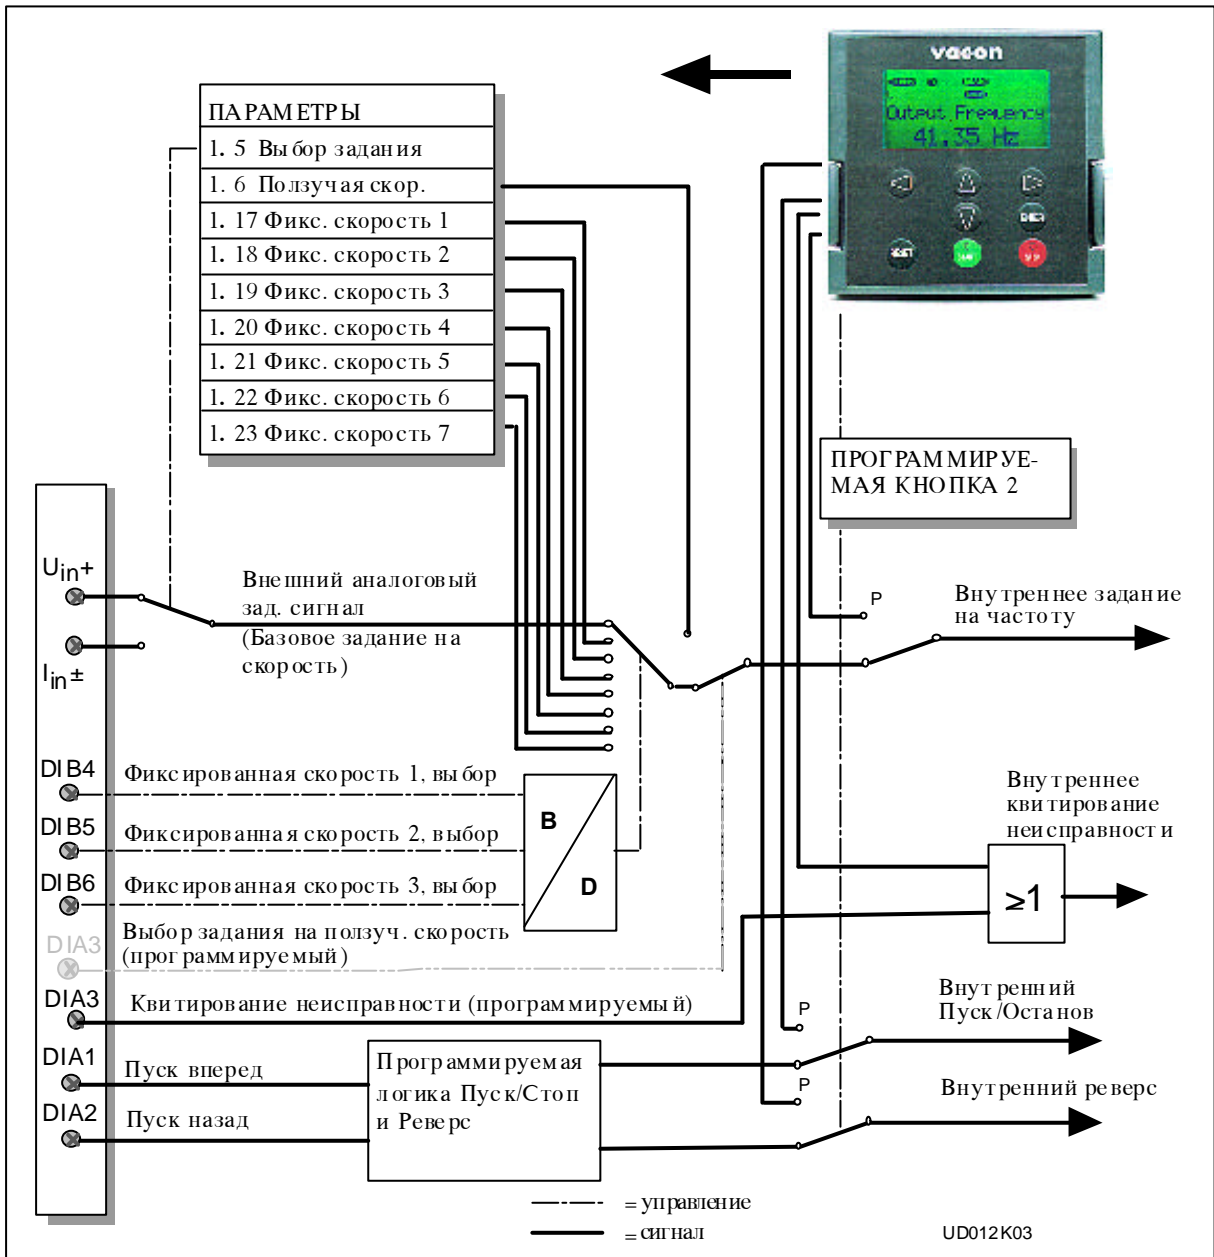 vacon
Output Frequency
41,35 Hz
RESET
ПАРАМЕТРЫ
1. 5 Выбор задания
1. 6 Ползучая скор.
1. 17 Фикс. скорость 1
1. 18 Фикс. скорость 2
1. 19 Фикс. скорость 3
1. 20 Фикс. скорость 4
1. 21 Фикс. скорость 5
1. 22 Фикс. скорость 6
1. 23 Фикс. скорость 7
ПРОГРАММИРУЕ-
МАЯ КНОПКА 2
Uin+
Iin±
Внешний аналоговый
зад. сигнал
(Базовое задание на
скорость)
P
Внутреннее задание
на частоту
DIB4
Фиксированная скорость 1, выбор
DIB5
Фиксированная скорость 2, выбор
DIB6
Фиксированная скорость 3, выбор
B
D
Внутреннее
квитирование
неисправности
≥1
DIA3
Выбор задания на ползуч. скорость
(программируемый)
DIA3
Квитирование неисправности (программируемый)
P
Внутренний
Пуск/Останов
DIA1
Пуск вперед
DIA2
Пуск назад
Программируемая
логика Пуск/Стоп
и Реверс
P
Внутренний реверс
= управление
= сигнал
UD012K03